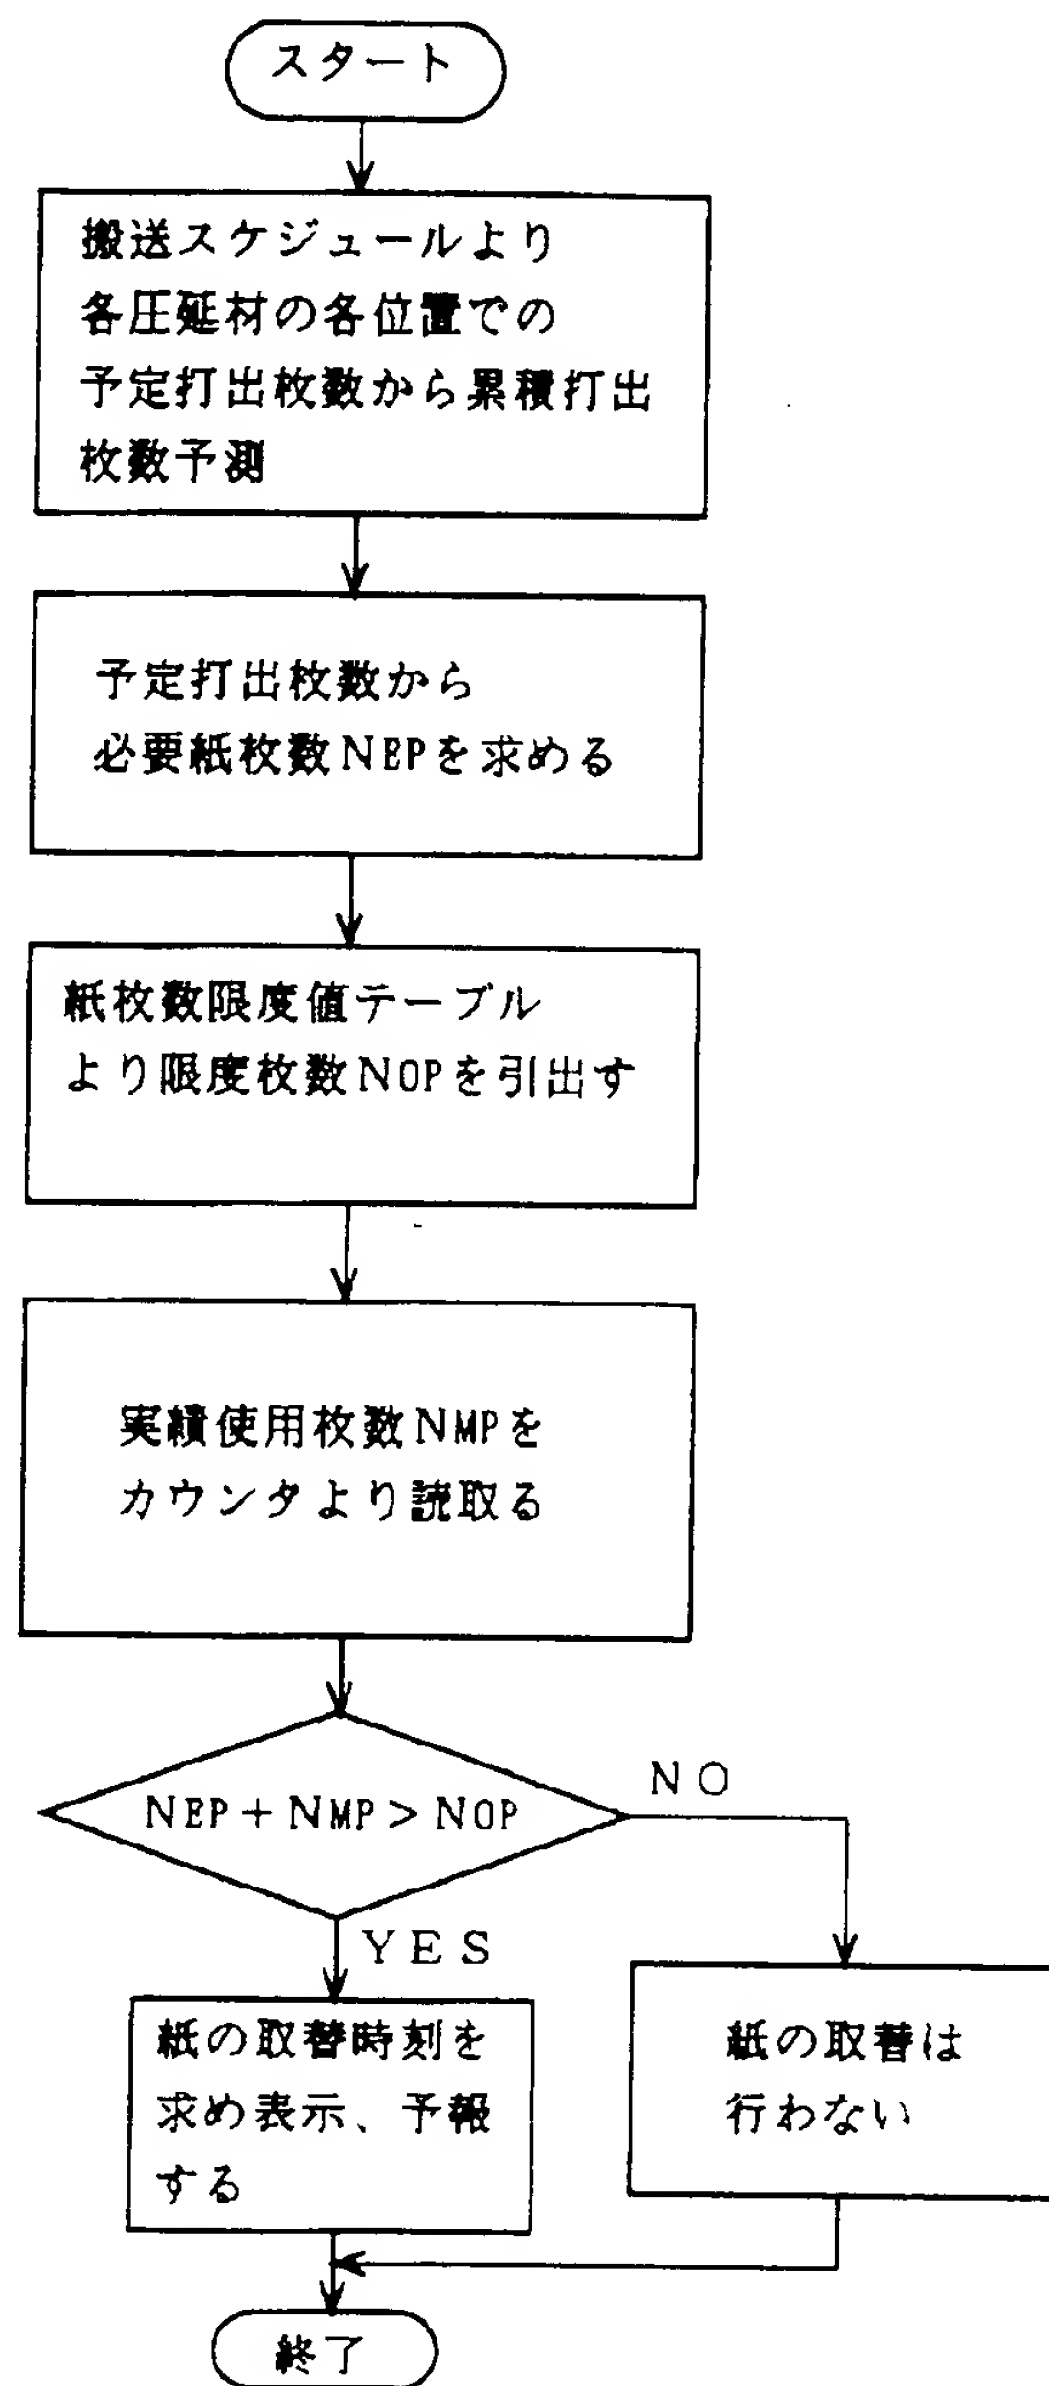 スタート
搬送スケジュールより
各圧延材の各位置での
予定打出枚数から累積打出
枚数予測
予定打出枚数から
必要紙枚数NEPを求める
紙枚数限度値テーブル
より限度枚数NOPを引出す
実績使用枚数NMPを
カウンタより読取る
NEP+NMP>NOP
NO
YES
紙の取替時刻を
求め表示、予報
する
紙の取替は
行わない
終了